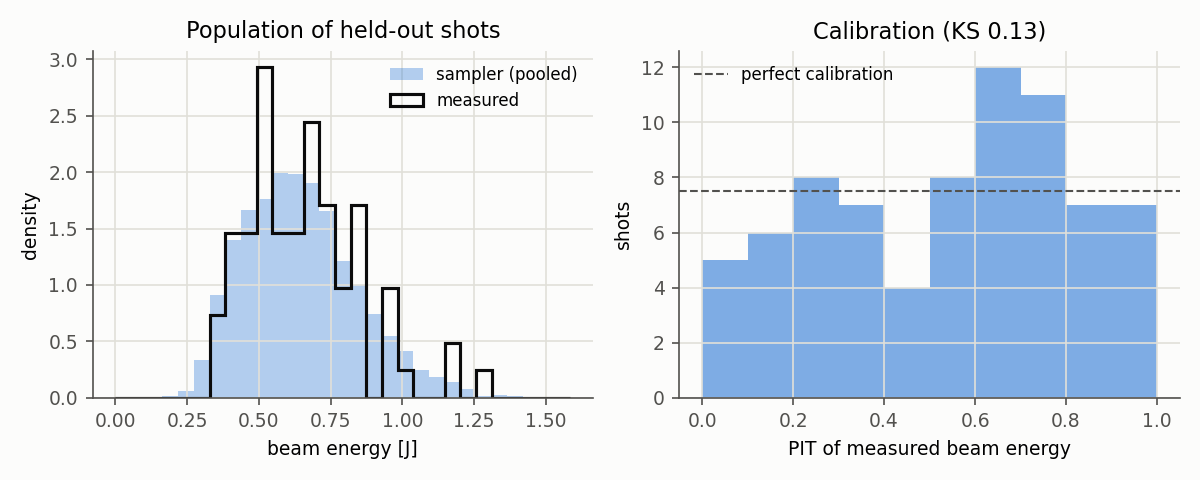 Population of held-out shots
sampler (pooled)
measured
density
3.0
2.5
2.0
1.5
1.0
0.5
0.0
0.00 0.25 0.50 0.75 1.00 1.25 1.50
beam energy [J]
Calibration (KS 0.13)
perfect calibration
shots
12
10
8
6
4
2
0
0.0 0.2 0.4 0.6 0.8 1.0
PIT of measured beam energy